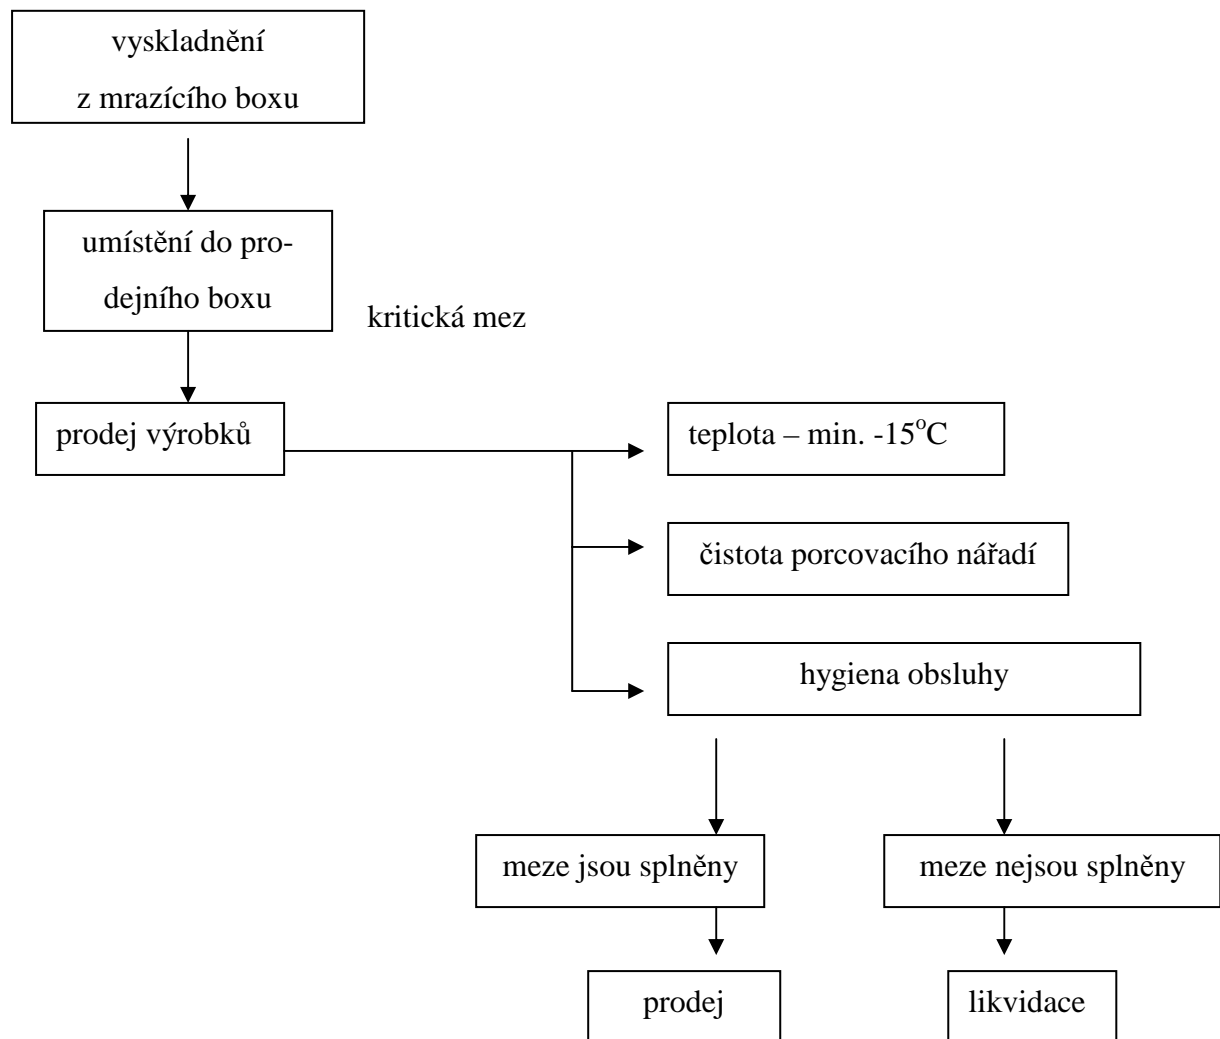 vyskladnění
z mrazícího boxu
umístění do pro-
dejního boxu
kritická mez
prodej výrobků
teplota – min. -15°C
čistota porcovacího nářadí
hygiena obsluhy
meze jsou splněny
meze nejsou splněny
prodej
likvidace